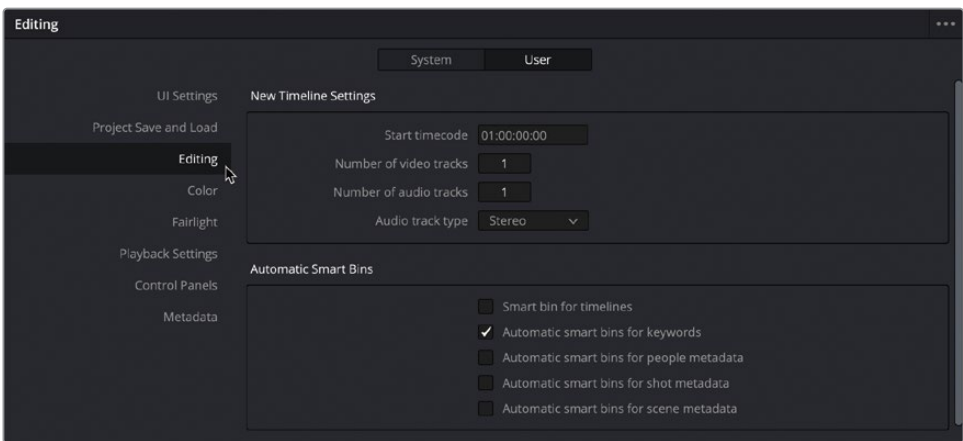 Editing
System User
UI Settings
Project Save and Load
Editing
Color
Fairlight
Playback Settings
Control Panels
Metadata
New Timeline Settings
Start timecode 01:00:00:00
Number of video tracks 1
Number of audio tracks 1
Audio track type Stereo
Automatic Smart Bins
Smart bin for timelines
Automatic smart bins for keywords
Automatic smart bins for people metadata
Automatic smart bins for shot metadata
Automatic smart bins for scene metadata